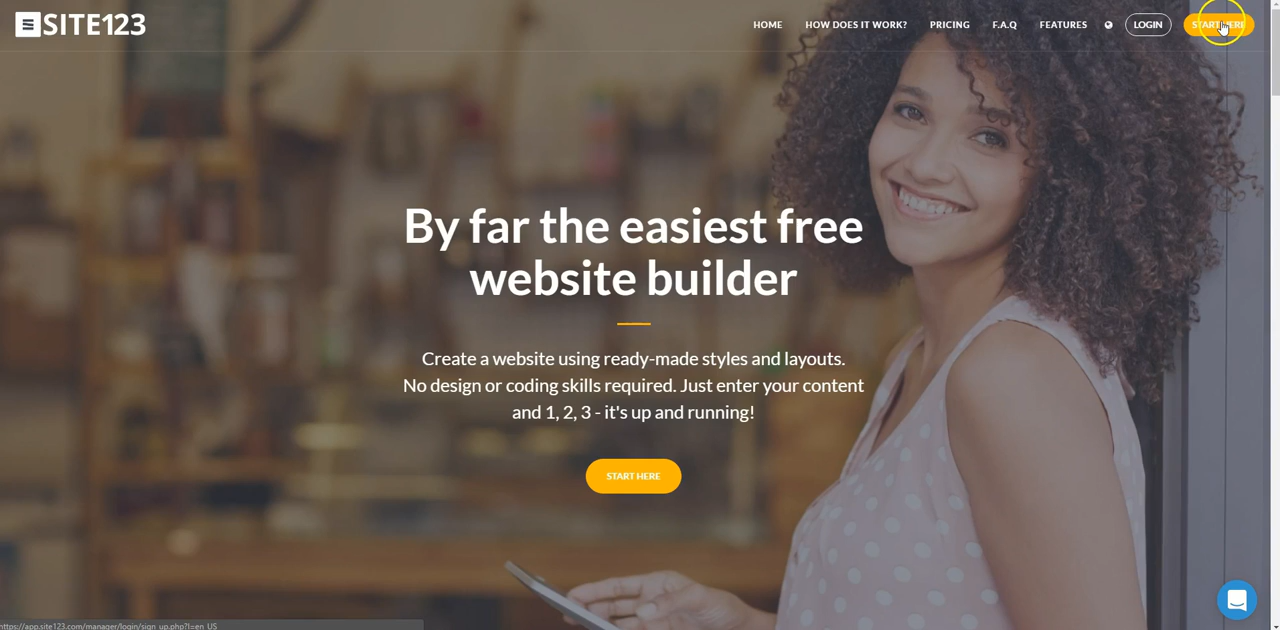 SITE123
HOME HOW DOES IT WORK? PRICING F.A.Q FEATURES LOGIN START HERE
By far the easiest free
website builder
Create a website using ready-made styles and layouts.
No design or coding skills required. Just enter your content
and 1, 2, 3 - it's up and running!
START HERE
https://app.site123.com/manager/login/sign_up.php?l=en_US